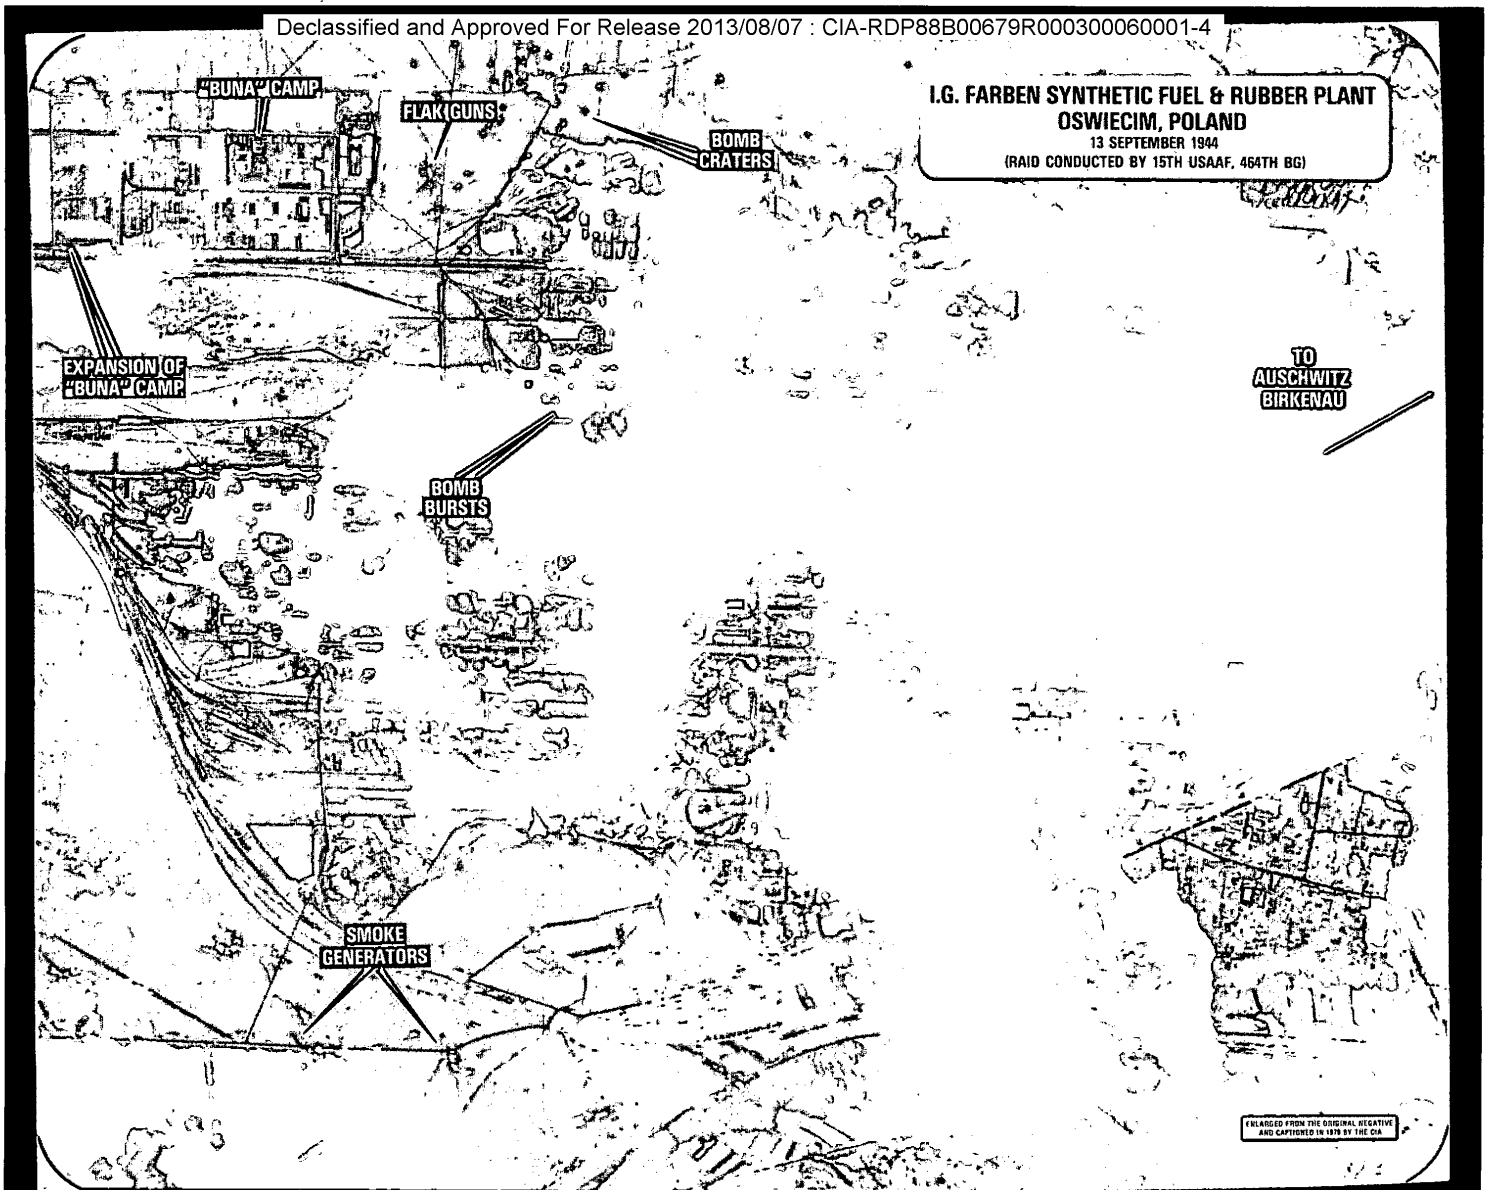 Declassified and Approved For Release 2013/08/07 : CIA-RDP88B00679R000300060001-4
I.G. FARBEN SYNTHETIC FUEL & RUBBER PLANT
OSWIECIM, POLAND
13 SEPTEMBER 1944
(RAID CONDUCTED BY 15TH USAAF, 464TH BG)
"BUNA" CAMP
FLAK GUNS
BOMB
CRATERS
EXPANSION OF
"BUNA" CAMP
TO
AUSCHWITZ
BIRKENAU
BOMB
BURSTS
SMOKE
GENERATORS
ENLARGED FROM THE ORIGINAL NEGATIVE
AND CAPTIONED IN 1978 BY THE CIA